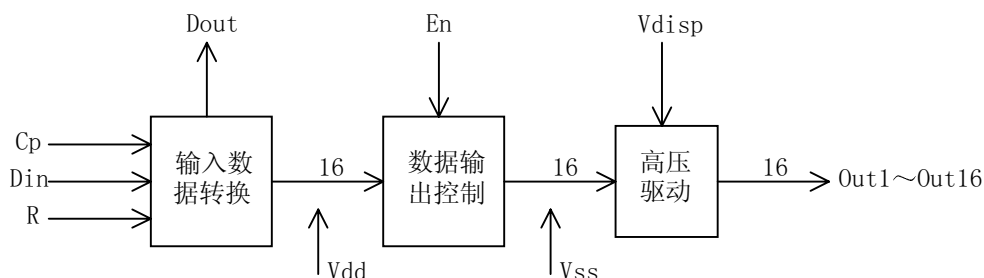 Dout
En
Vdisp
Cp
Din
R
输入数
据转换
16
数据输
出控制
16
高压
驱动
16
Out1～Out16
Vdd
Vss